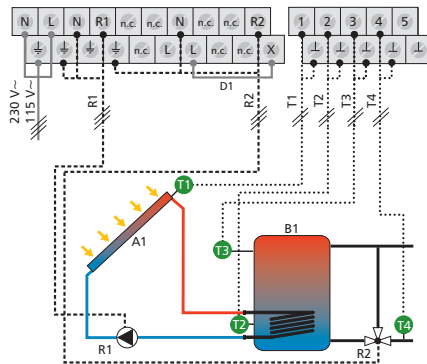 N L N R1 n.c. n.c. N n.c. n.c. R2
1 2 3 4 5
n.c. n.c. L L n.c. X
D1
230 V~
115 V~
R1
R2
T1
T2
T3
T4
T1
A1
B1
T3
T2
T4
R1
R2